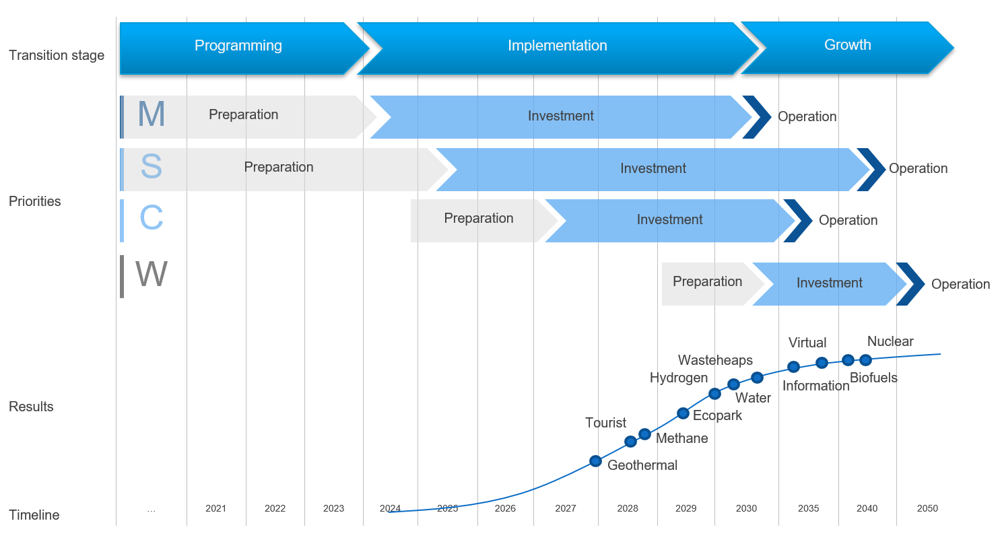 Transition stage
Programming
Implementation
Growth
Priorities
M
Preparation
Investment
Operation
S
Preparation
Investment
Operation
C
Preparation
Investment
Operation
W
Preparation
Investment
Operation
Results
Nuclear
Virtual
Wasteheaps
Hydrogen
Biofuels
Information
Water
Ecopark
Tourist
Methane
Geothermal
Timeline
... 2021 2022 2023 2024 2025 2026 2027 2028 2029 2030 2035 2040 2050